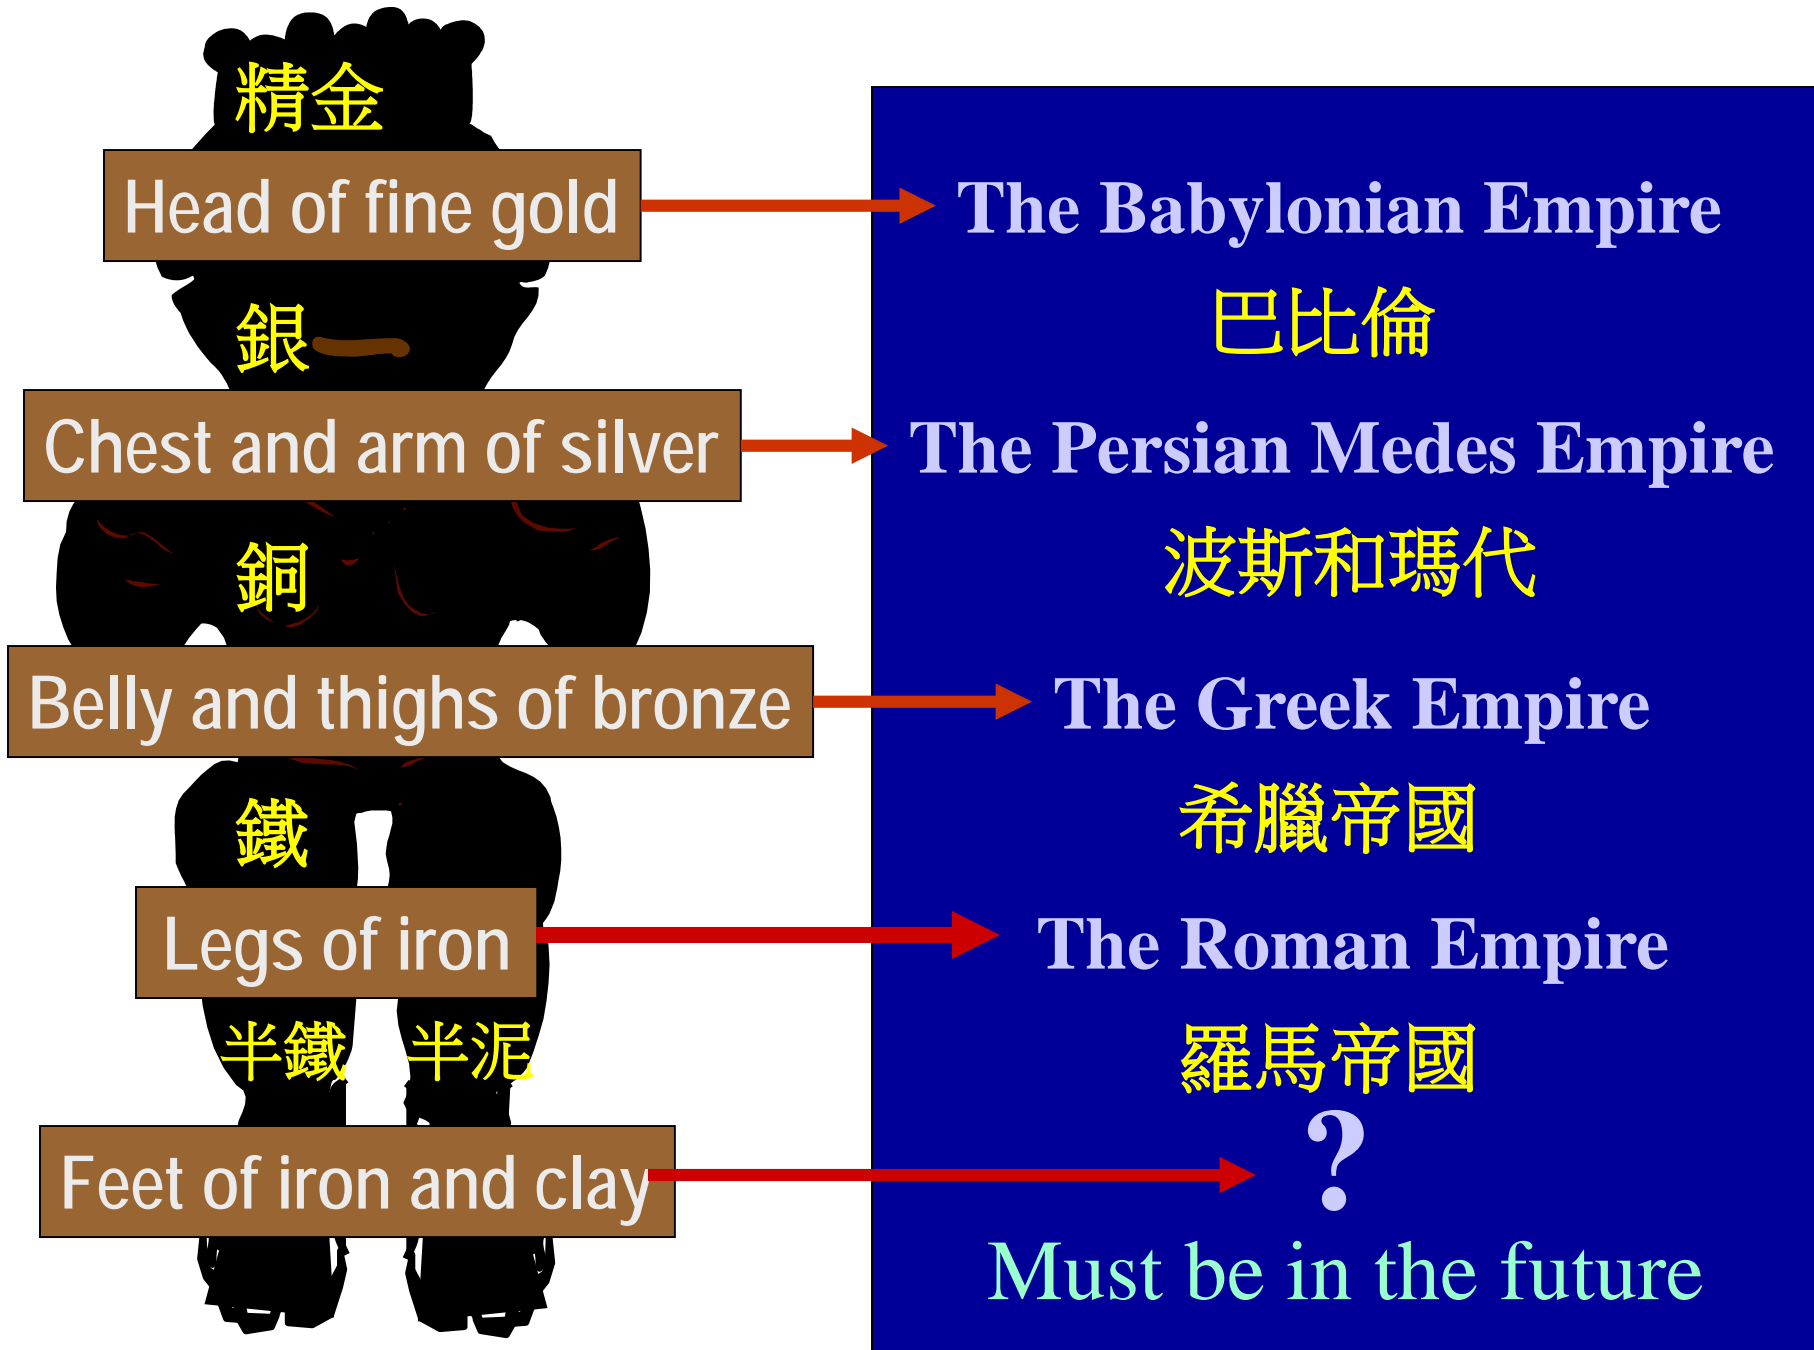 精金
Head of fine gold
The Babylonian Empire
銀
巴比倫
Chest and arm of silver
The Persian Medes Empire
銅
波斯和瑪代
Belly and thighs of bronze
The Greek Empire
鐵
希臘帝國
Legs of iron
The Roman Empire
半鐵 半泥
羅馬帝國
Feet of iron and clay
?
Must be in the future